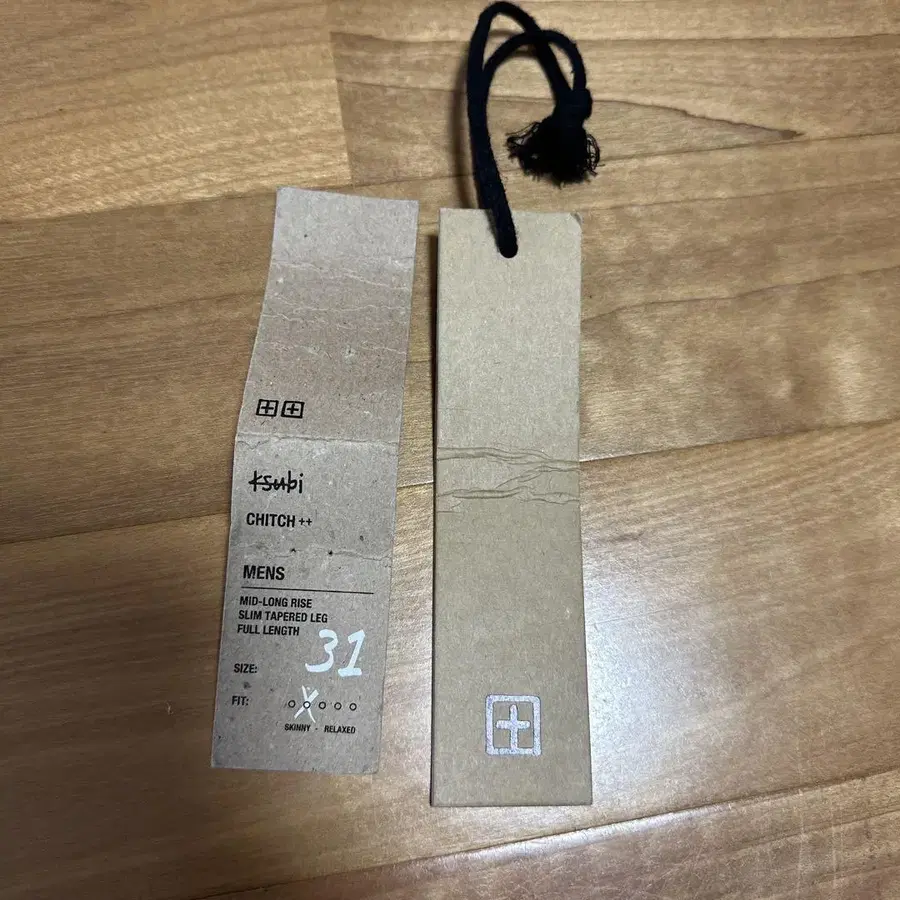 ksubi
CHITCH ++
MENS
MID-LONG RISE
SLIM TAPERED LEG
FULL LENGTH
SIZE: 31
FIT:
SKINNY - RELAXED